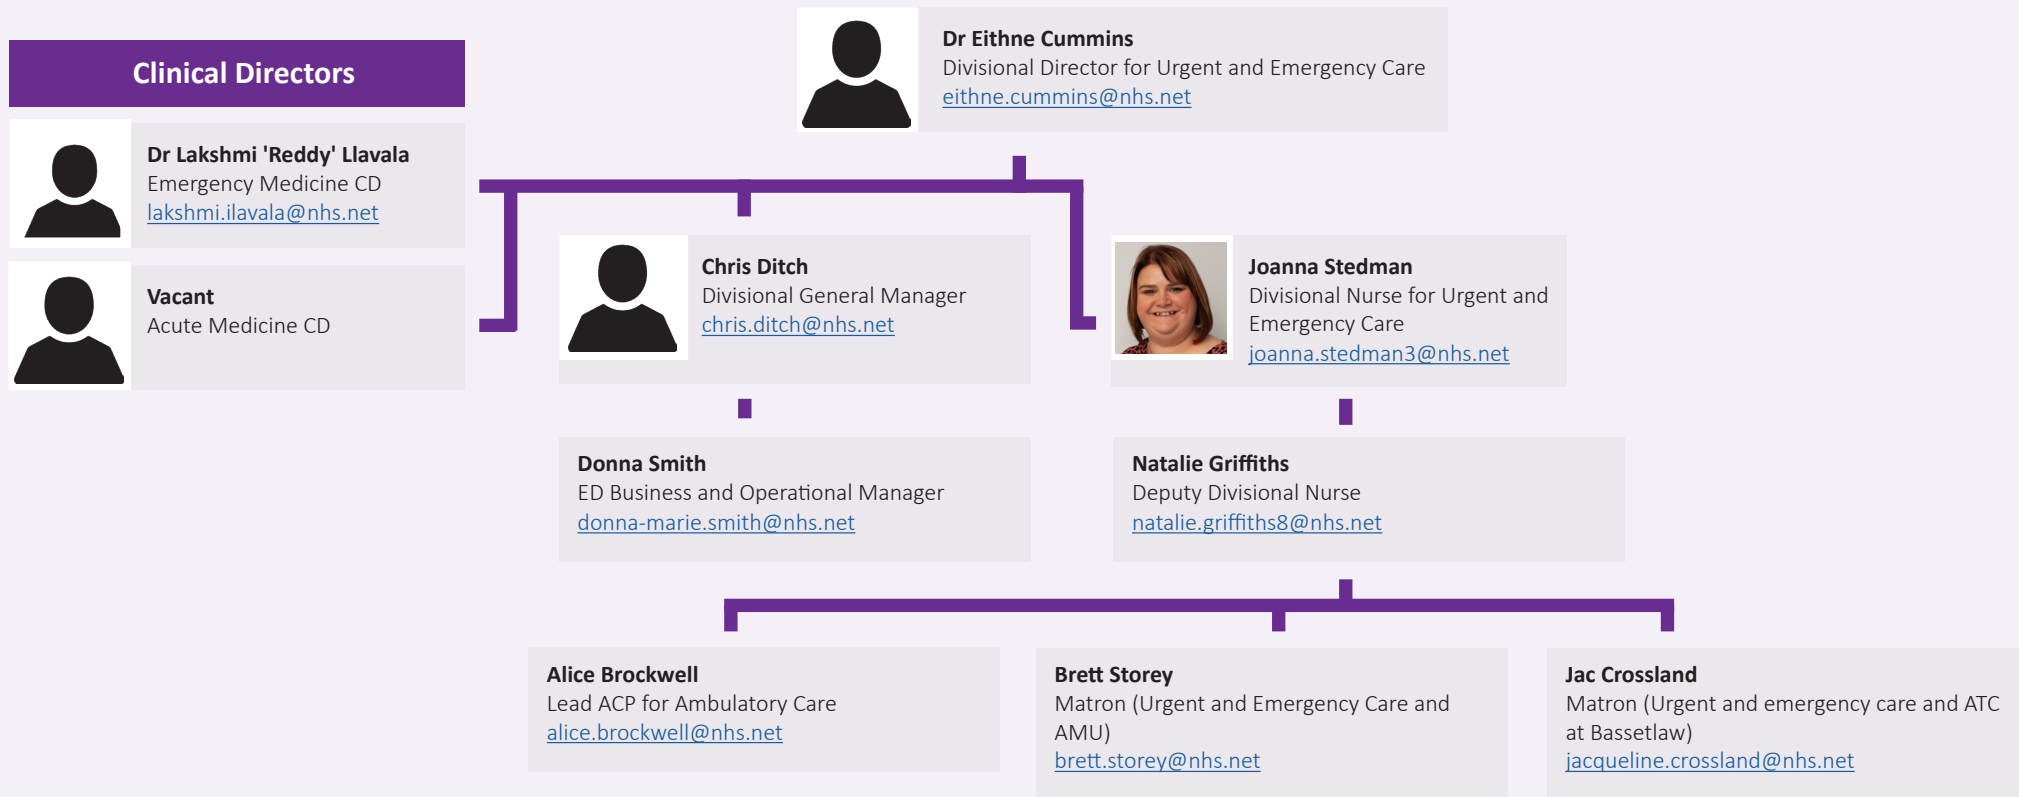 Clinical Directors
Dr Lakshmi 'Reddy' Llavala
Emergency Medicine CD
lakshmi.ilavala@nhs.net
Vacant
Acute Medicine CD
Dr Eithne Cummins
Divisional Director for Urgent and Emergency Care
eithne.cummins@nhs.net
Chris Ditch
Divisional General Manager
chris.ditch@nhs.net
Joanna Stedman
Divisional Nurse for Urgent and
Emergency Care
joanna.stedman3@nhs.net
Donna Smith
ED Business and Operational Manager
donna-marie.smith@nhs.net
Natalie Griffiths
Deputy Divisional Nurse
natalie.griffiths8@nhs.net
Alice Brockwell
Lead ACP for Ambulatory Care
alice.brockwell@nhs.net
Brett Storey
Matron (Urgent and Emergency Care and
AMU)
brett.storey@nhs.net
Jac Crossland
Matron (Urgent and emergency care and ATC
at Bassetlaw)
jacqueline.crossland@nhs.net